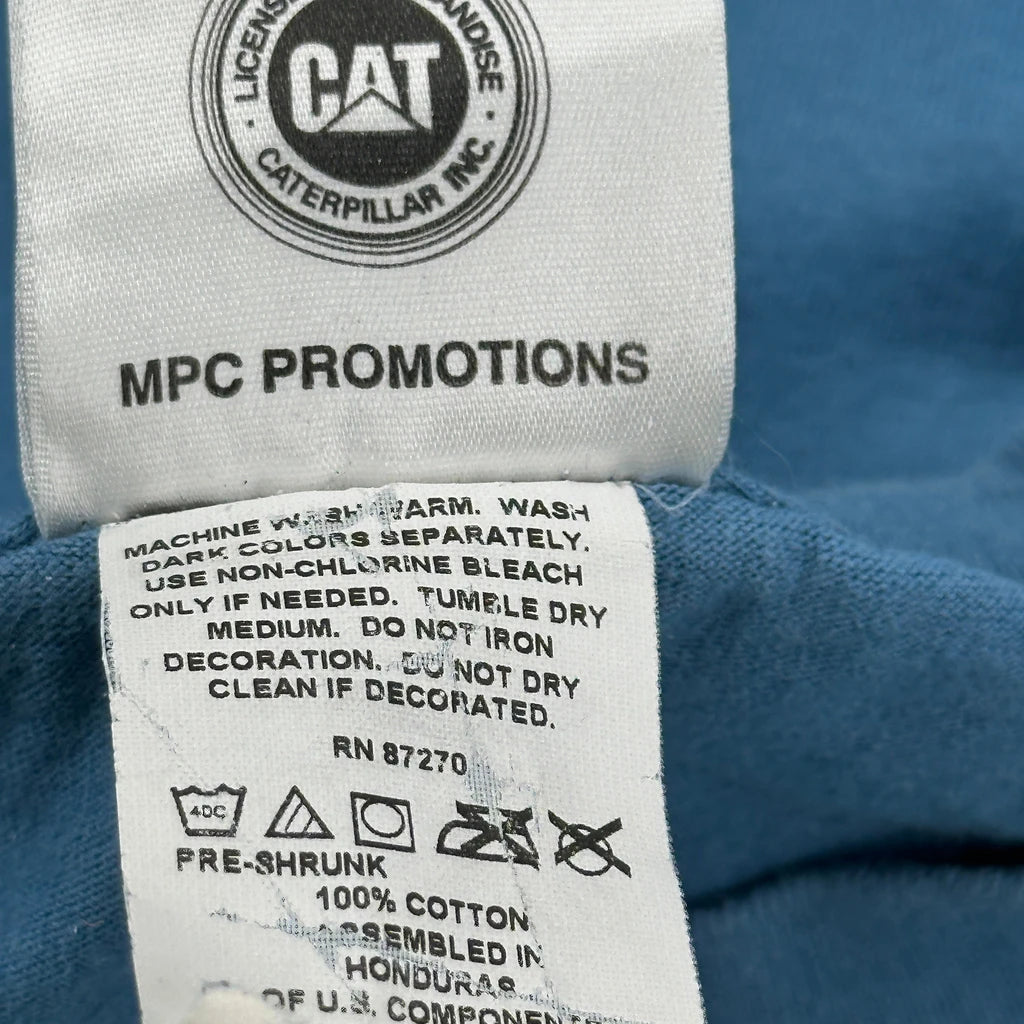 LICENS ANDISE
CAT
· CATERPILLAR INC. ·
MPC PROMOTIONS
MACHINE WASH WARM. WASH
DARK COLORS SEPARATELY.
USE NON-CHLORINE BLEACH
ONLY IF NEEDED. TUMBLE DRY
MEDIUM. DO NOT IRON
DECORATION. DO NOT DRY
CLEAN IF DECORATED.
RN 87270
40C
PRE-SHRUNK
100% COTTON
ASSEMBLED IN
HONDURAS
OF U.S. COMPONENTS